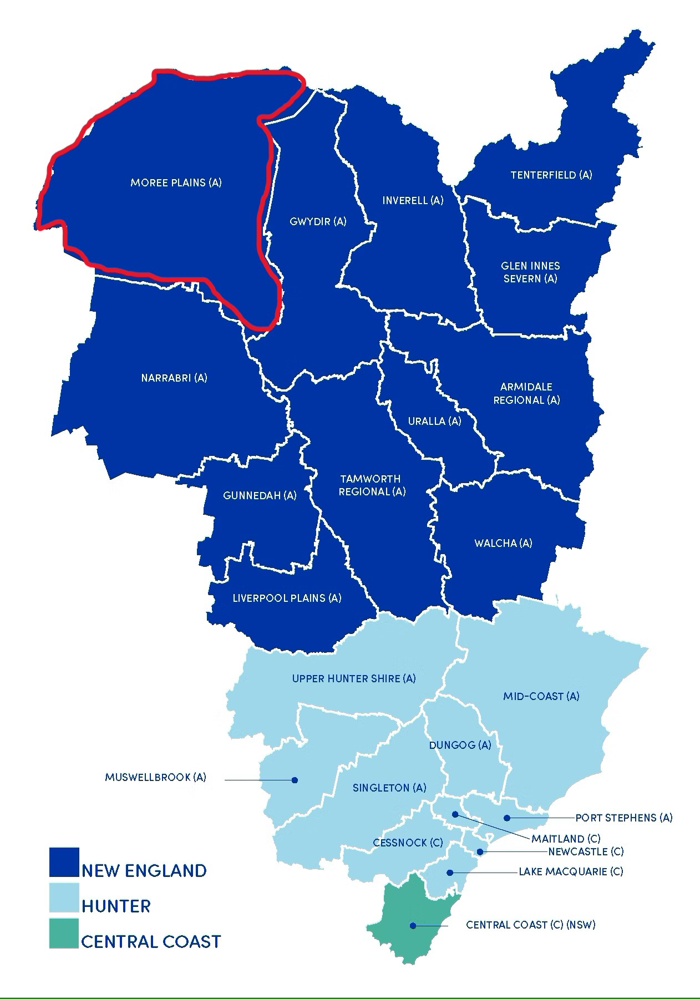 TENTERFIELD (A)
MOREE PLAINS (A)
INVERELL (A)
GWYDIR (A)
GLEN INNES
SEVERN (A)
NARRABRI (A)
ARMIDALE
REGIONAL (A)
URALLA (A)
TAMWORTH
REGIONAL (A)
GUNNEDAH (A)
WALCHA (A)
LIVERPOOL PLAINS (A)
UPPER HUNTER SHIRE (A)
MID-COAST (A)
DUNGOG (A)
MUSWELLBROOK (A)
SINGLETON (A)
PORT STEPHENS (A)
MAITLAND (C)
CESSNOCK (C)
NEWCASTLE (C)
LAKE MACQUARIE (C)
CENTRAL COAST (C) (NSW)
NEW ENGLAND
HUNTER
CENTRAL COAST